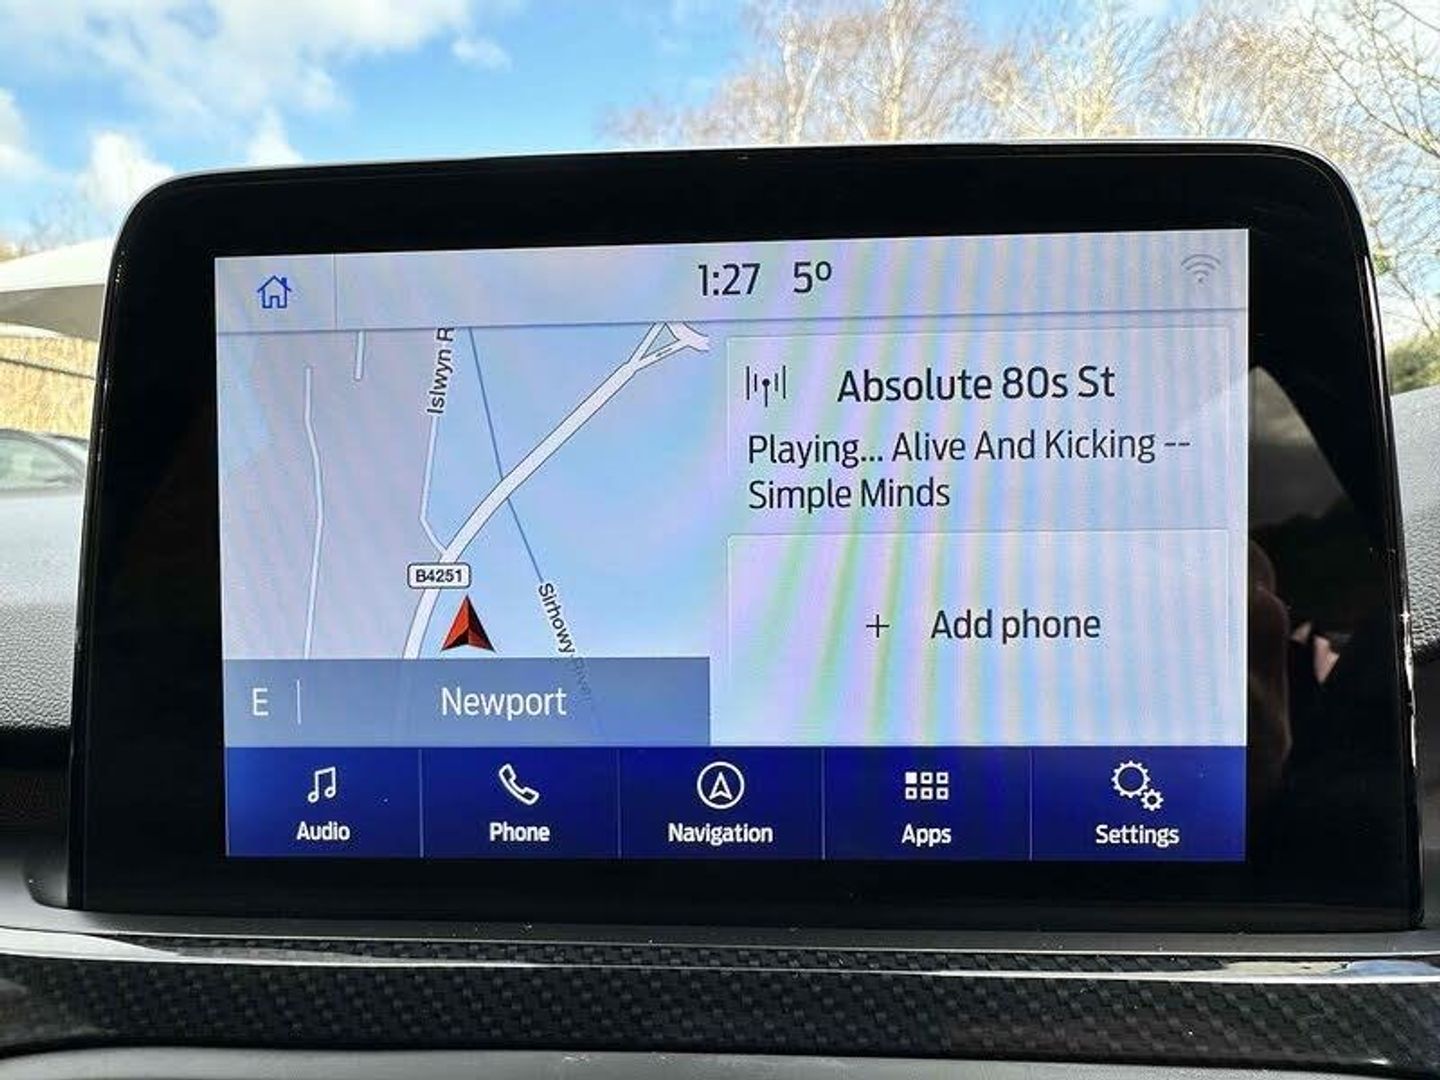 1:27 5°
Islwyn R
Absolute 80s St
Playing... Alive And Kicking --
Simple Minds
B4251
Sirhowy River
+ Add phone
E
Newport
Audio
Phone
Navigation
Apps
Settings